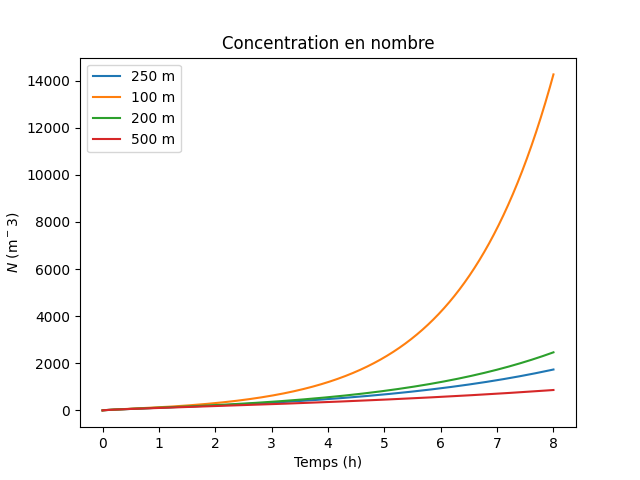 Concentration en nombre
250 m
100 m
200 m
500 m
N (m⁻3)
14000
12000
10000
8000
6000
4000
2000
0
0 1 2 3 4 5 6 7 8
Temps (h)